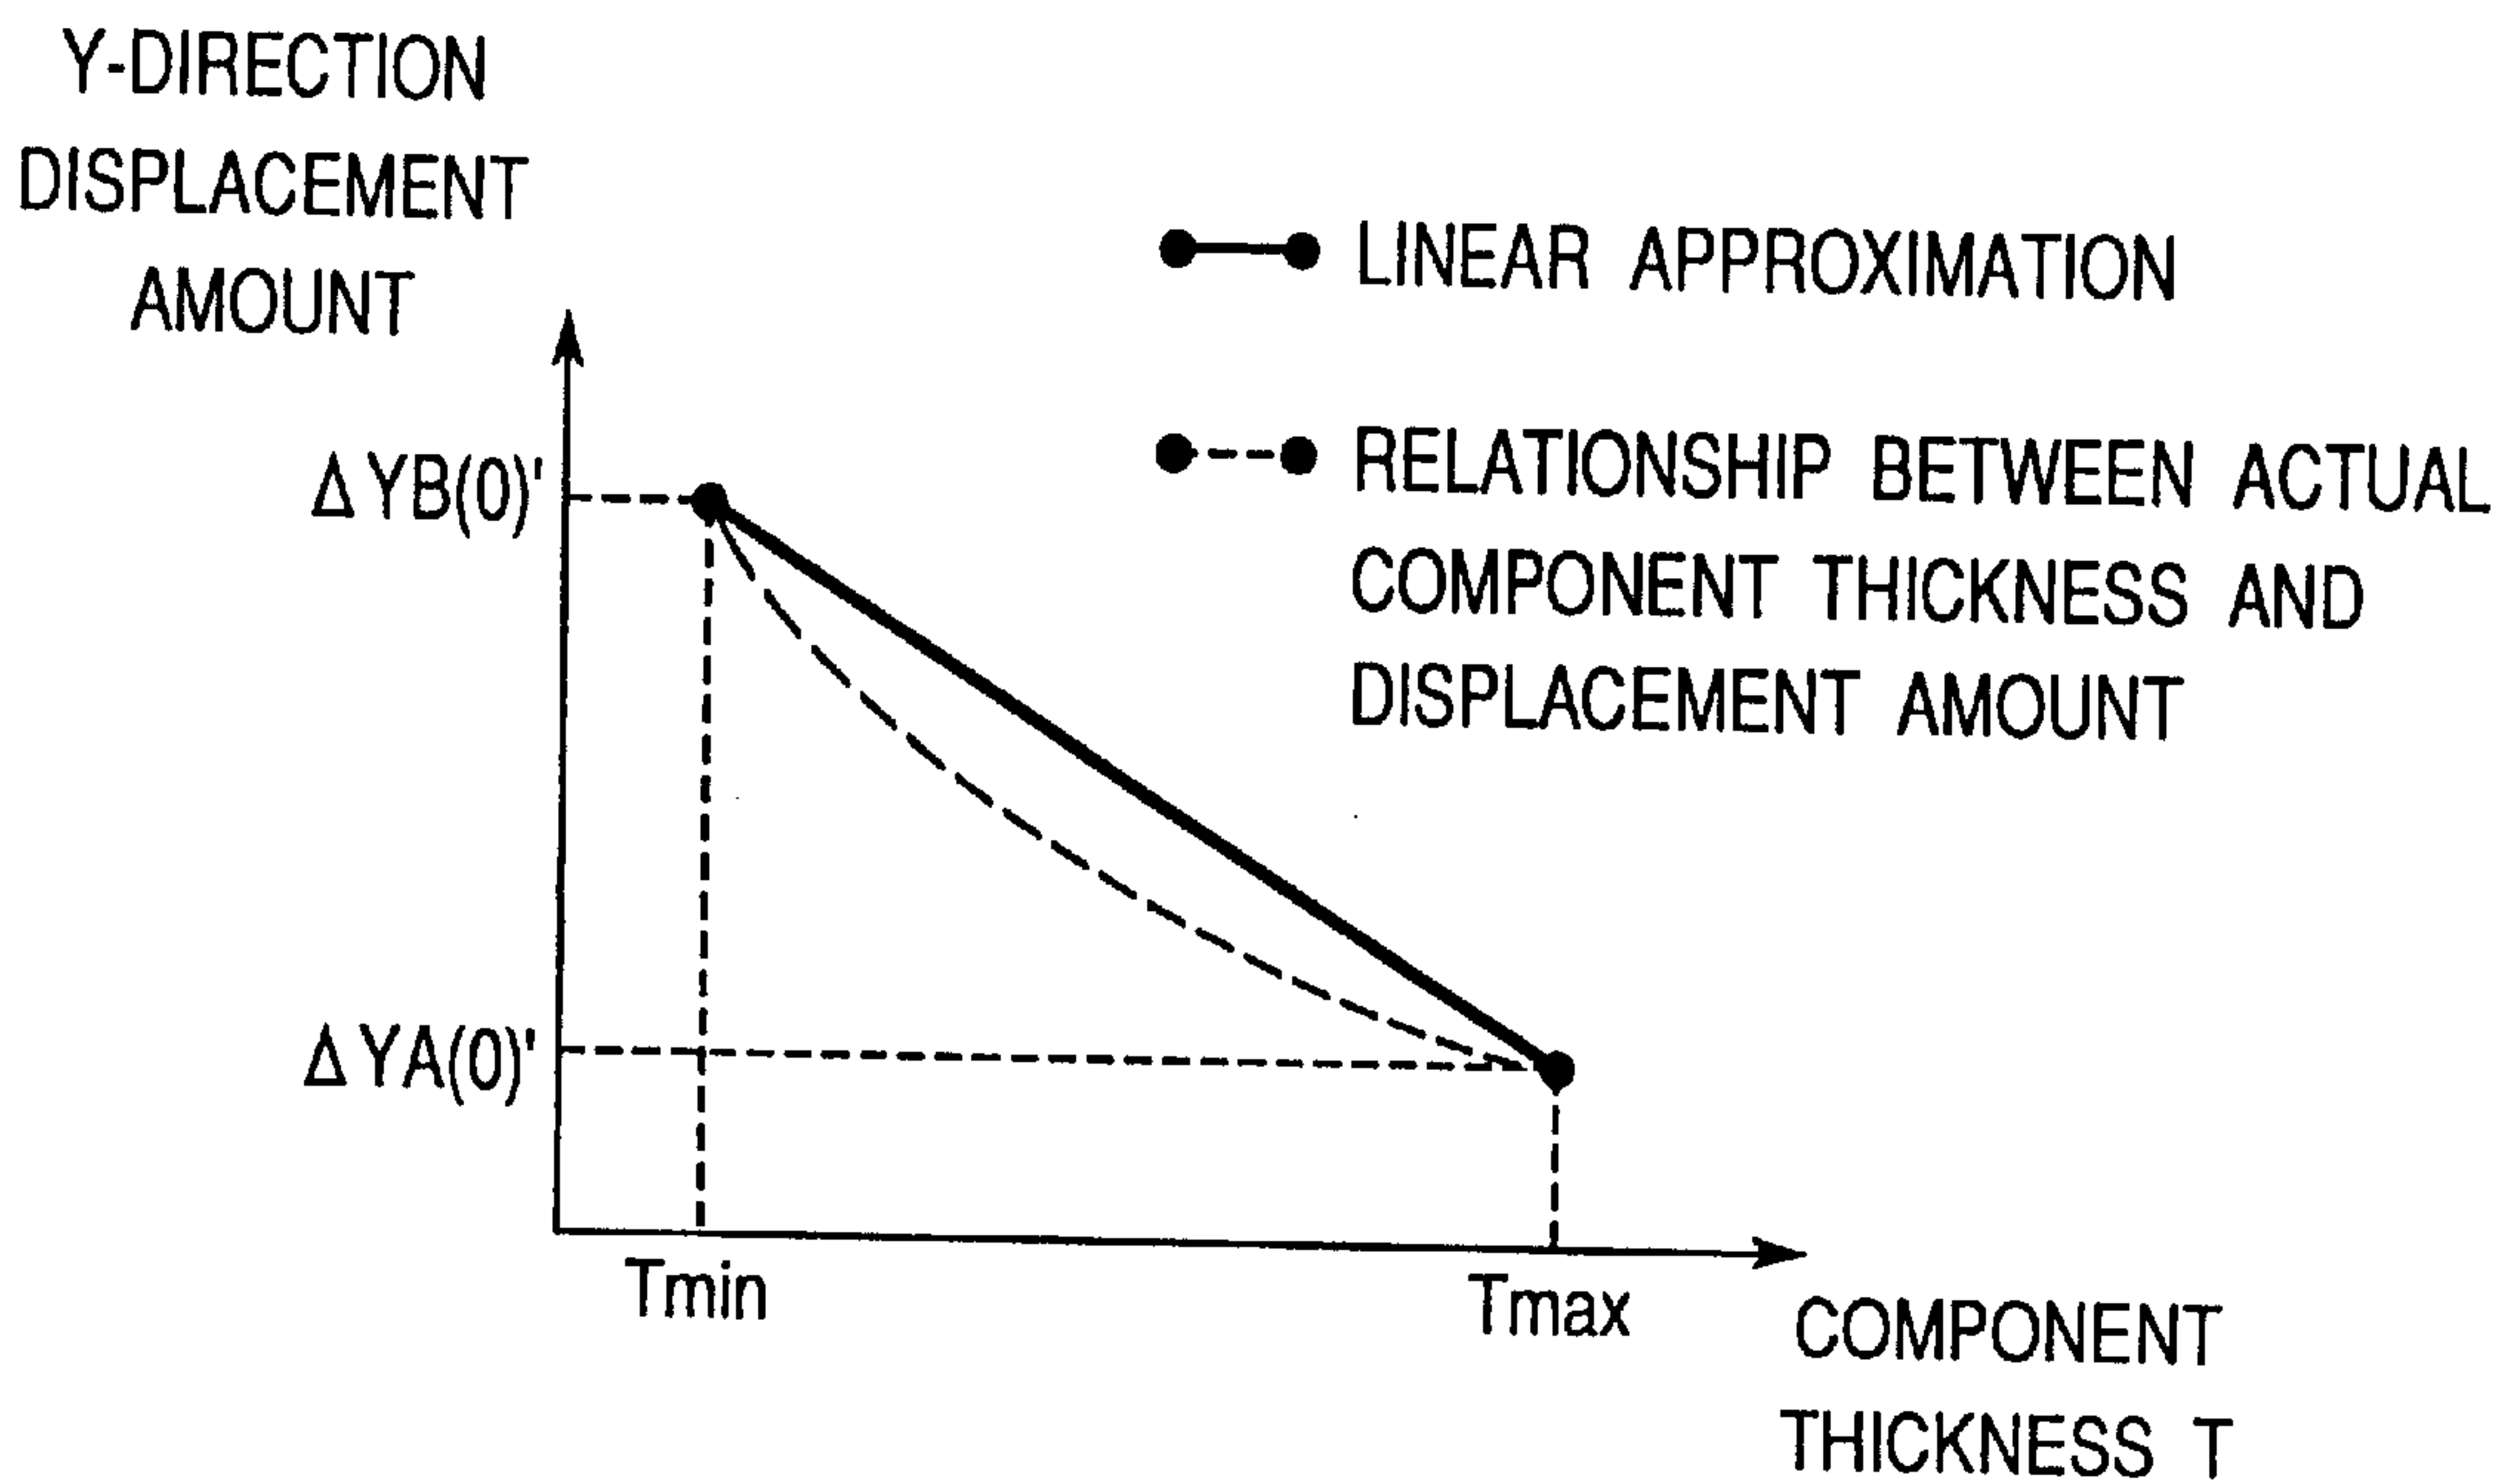 Y-DIRECTION
DISPLACEMENT
AMOUNT
LINEAR APPROXIMATION
RELATIONSHIP BETWEEN ACTUAL
COMPONENT THICKNESS AND
DISPLACEMENT AMOUNT
ΔYB(0)'
ΔYA(0)'
Tmin
Tmax
COMPONENT
THICKNESS T